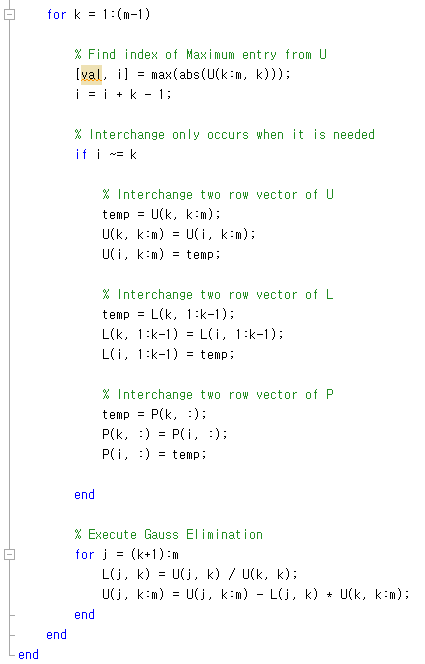 for k = 1:(m-1)
% Find index of Maximum entry from U
[val, i] = max(abs(U(k:m, k)));
i = i + k - 1;
% Interchange only occurs when it is needed
if i ~= k
% Interchange two row vector of U
temp = U(k, k:m);
U(k, k:m) = U(i, k:m);
U(i, k:m) = temp;
% Interchange two row vector of L
temp = L(k, 1:k-1);
L(k, 1:k-1) = L(i, 1:k-1);
L(i, 1:k-1) = temp;
% Interchange two row vector of P
temp = P(k, :);
P(k, :) = P(i, :);
P(i, :) = temp;
end
% Execute Gauss Elimination
for j = (k+1):m
L(j, k) = U(j, k) / U(k, k);
U(j, k:m) = U(j, k:m) - L(j, k) * U(k, k:m);
end
end
end